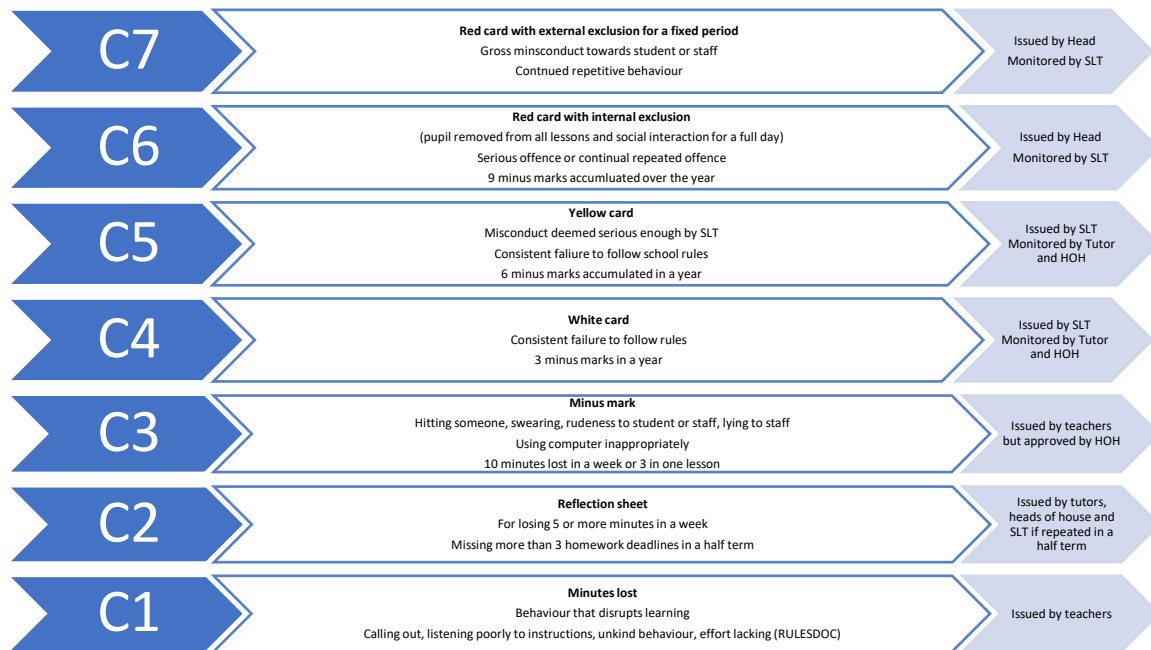 C7
Red card with external exclusion for a fixed period
Gross minsconduct towards student or staff
Contnued repetitive behaviour
Issued by Head
Monitored by SLT
C6
Red card with internal exclusion
(pupil removed from all lessons and social interaction for a full day)
Serious offence or continual repeated offence
9 minus marks accumluated over the year
Issued by Head
Monitored by SLT
C5
Yellow card
Misconduct deemed serious enough by SLT
Consistent faliure to follow school rules
6 minus marks accumulated in a year
Issued by SLT
Monitored by Tutor
and HOH
C4
White card
Consistent failure to follow rules
3 minus marks in a year
Issued by SLT
Monitored by Tutor
and HOH
C3
Minus mark
Hitting someone, swearing, rudeness to student or staff, lying to staff
Using computer inappropriately
10 minutes lost in a week or 3 in one lesson
Issued by teachers
but approved by HOH
C2
Reflection sheet
For losing 5 or more minutes in a week
Missing more than 3 homework deadlines in a half term
Issued by tutors,
heads of house and
SLT if repeated in a
half term
C1
Minutes lost
Behaviour that disrupts learning
Calling out, listening poorly to instructions, unkind behaviour, effort lacking (RULESDOC)
Issued by teachers